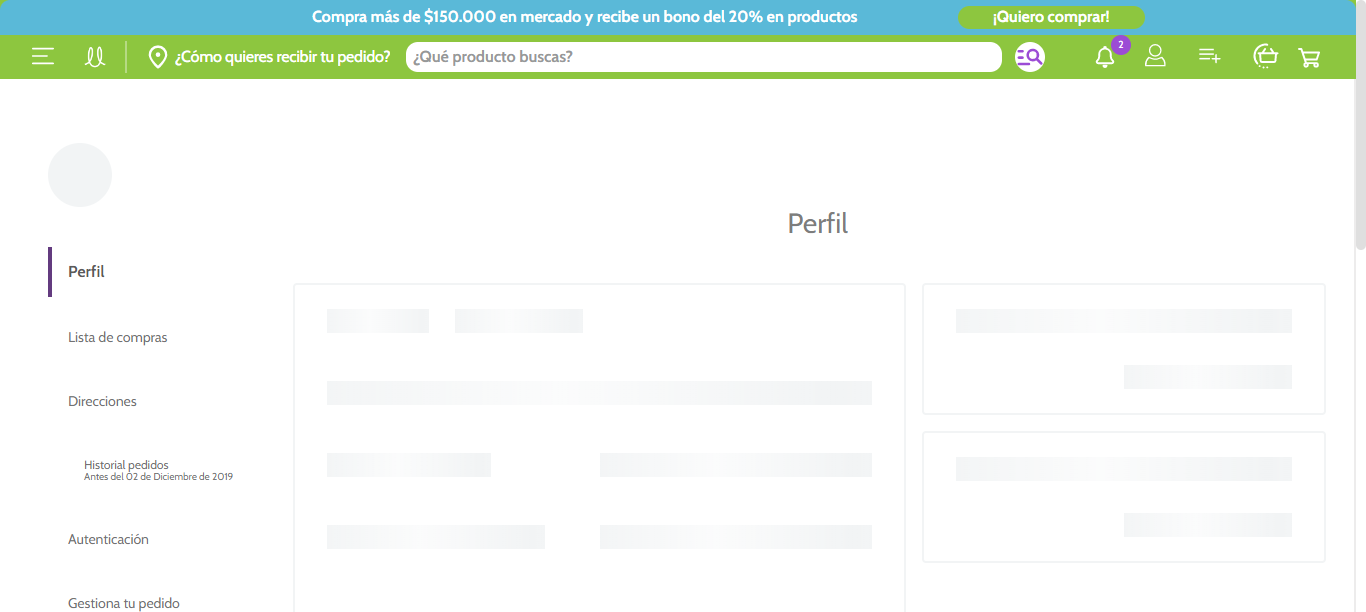 Compra más de $150.000 en mercado y recibe un bono del 20% en productos
¡Quiero comprar!
¿Cómo quieres recibir tu pedido?
¿Qué producto buscas?
2
Perfil
Perfil
Lista de compras
Direcciones
Historial pedidos
Antes del 02 de Diciembre de 2019
Autenticación
Gestiona tu pedido